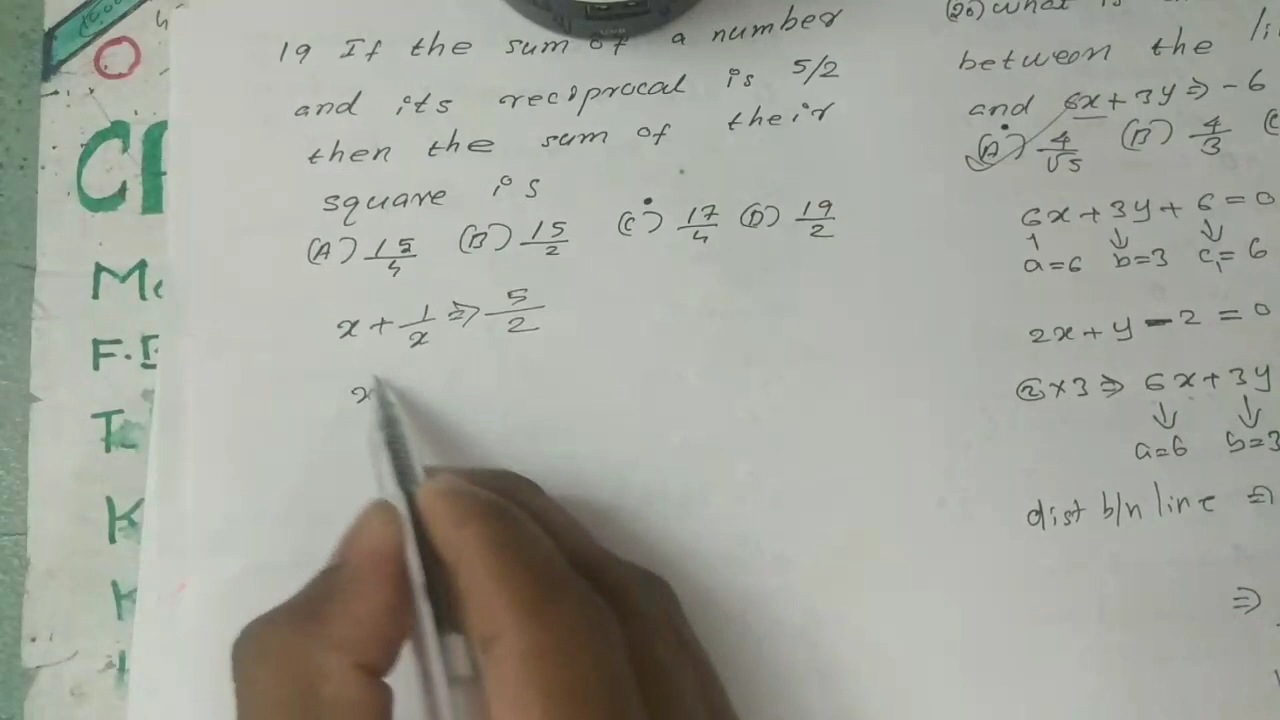 19 If the sum of a number
and its reciprocal is 5/2
then the sum of their
square is
(A) 15/4 (B) 15/2 (C) 17/4 (D) 19/2
x + 1/x ⇒ 5/2
x
(20) What is
between the
and 6x + 3y ⇒ -6
(A) 4/√5 (B) 4/3
6x + 3y + 6 = 0
a=6 b=3 c₁=6
2x + y - 2 = 0
② x 3 ⇒ 6x + 3y
a=6 b=3
dist b/n line ⇒
⇒